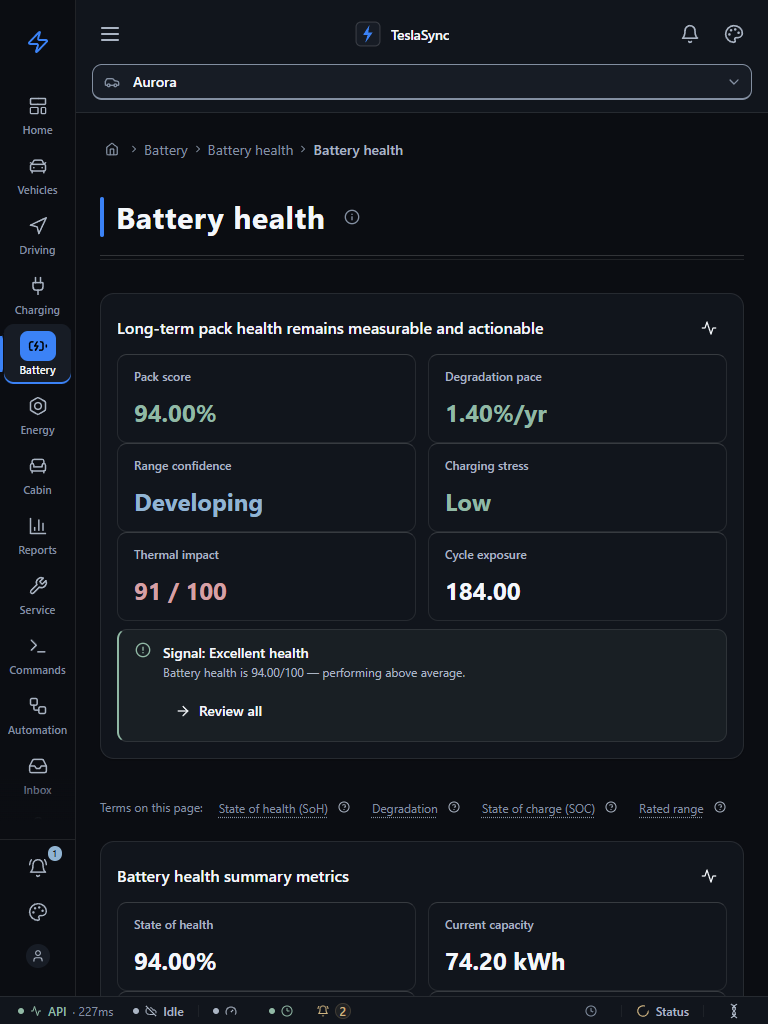 TeslaSync
Aurora
Home
Vehicles
Driving
Charging
Battery
Energy
Cabin
Reports
Service
Commands
Automation
Inbox
1
Battery
Battery health
Battery health
Battery health
Long-term pack health remains measurable and actionable
Pack score
94.00%
Degradation pace
1.40%/yr
Range confidence
Developing
Charging stress
Low
Thermal impact
91 / 100
Cycle exposure
184.00
Signal: Excellent health
Battery health is 94.00/100 — performing above average.
Review all
Terms on this page: State of health (SoH) Degradation State of charge (SOC) Rated range
Battery health summary metrics
State of health
94.00%
Current capacity
74.20 kWh
API · 227ms Idle 2 Status